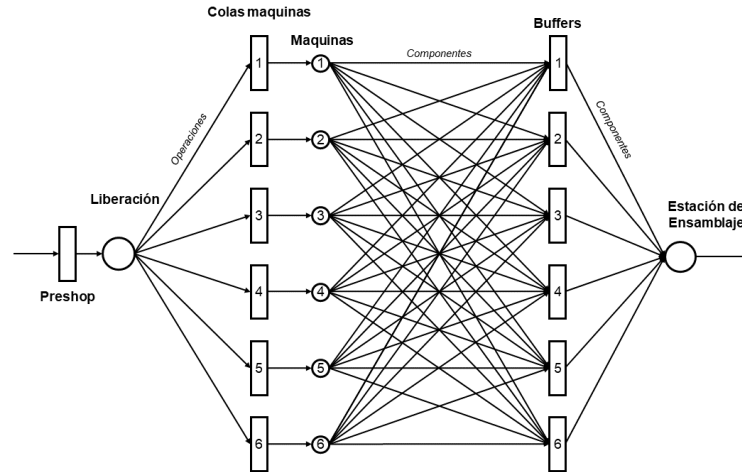 Colas maquinas
Maquinas
Buffers
Componentes
Operaciones
Componentes
Liberación
Estación de
Ensamblaje
Preshop
1
2
3
4
5
6
1
2
3
4
5
6
1
2
3
4
5
6